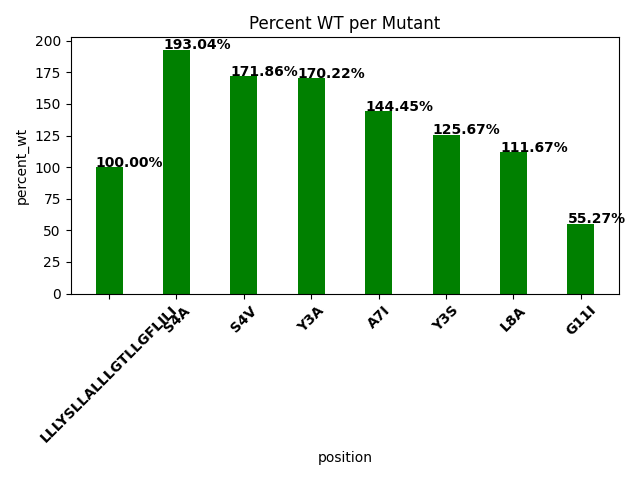 Percent WT per Mutant
percent_wt
200
175
150
125
100
75
50
25
0
100.00%
193.04%
171.86%
170.22%
144.45%
125.67%
111.67%
55.27%
LLLYSLLALLLGTLLGFLILI
S4A
S4V
Y3A
A7I
Y3S
L8A
G11I
position